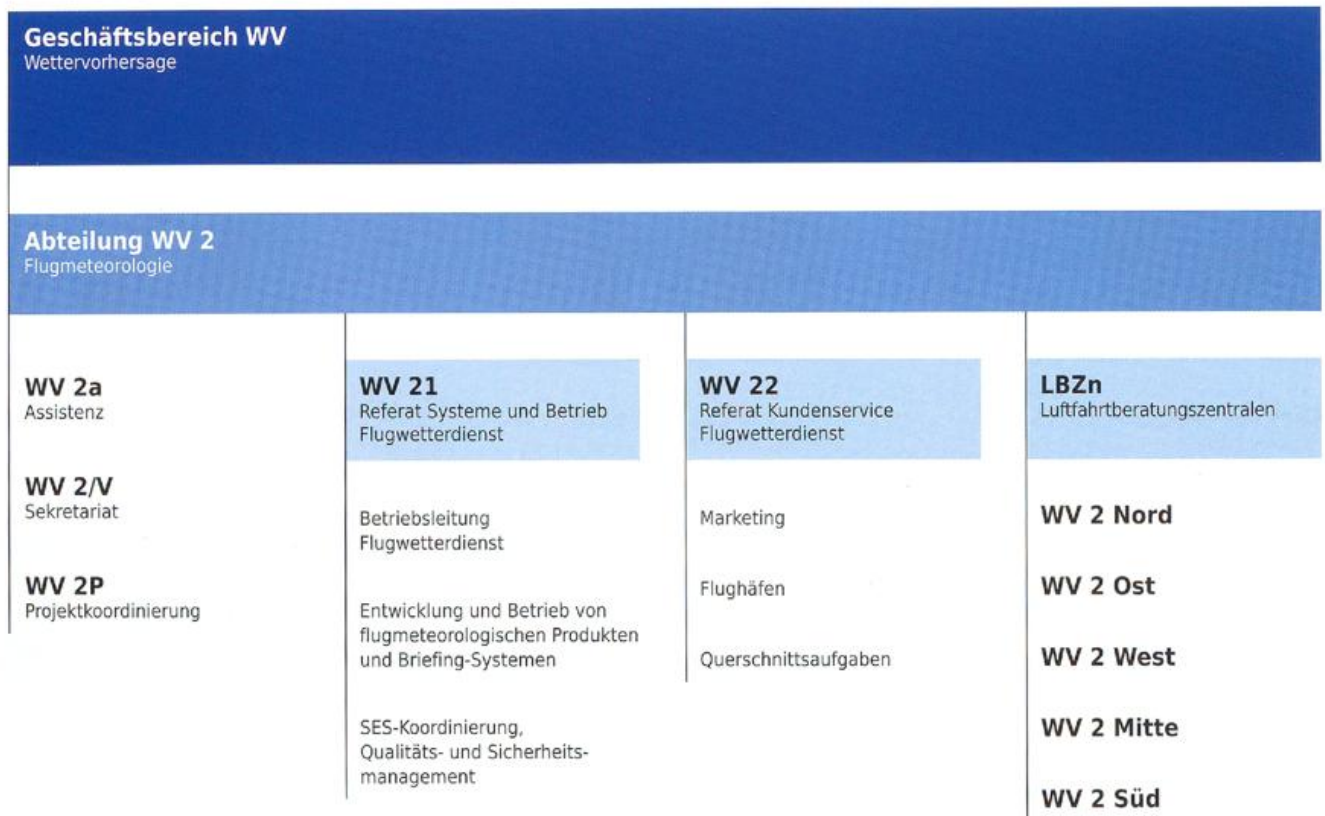 Geschäftsbereich WV
Wettervorhersage
Abteilung WV 2
Flugmeteorologie
WV 2a
Assistenz
WV 2/V
Sekretariat
WV 2P
Projektkoordinierung
WV 21
Referat Systeme und Betrieb
Flugwetterdienst
Betriebsleitung
Flugwetterdienst
Entwicklung und Betrieb von
flugmeteorologischen Produkten
und Briefing-Systemen
SES-Koordinierung,
Qualitäts- und Sicherheits-
management
WV 22
Referat Kundenservice
Flugwetterdienst
Marketing
Flughäfen
Querschnittsaufgaben
LBZn
Luftfahrtberatungszentralen
WV 2 Nord
WV 2 Ost
WV 2 West
WV 2 Mitte
WV 2 Süd